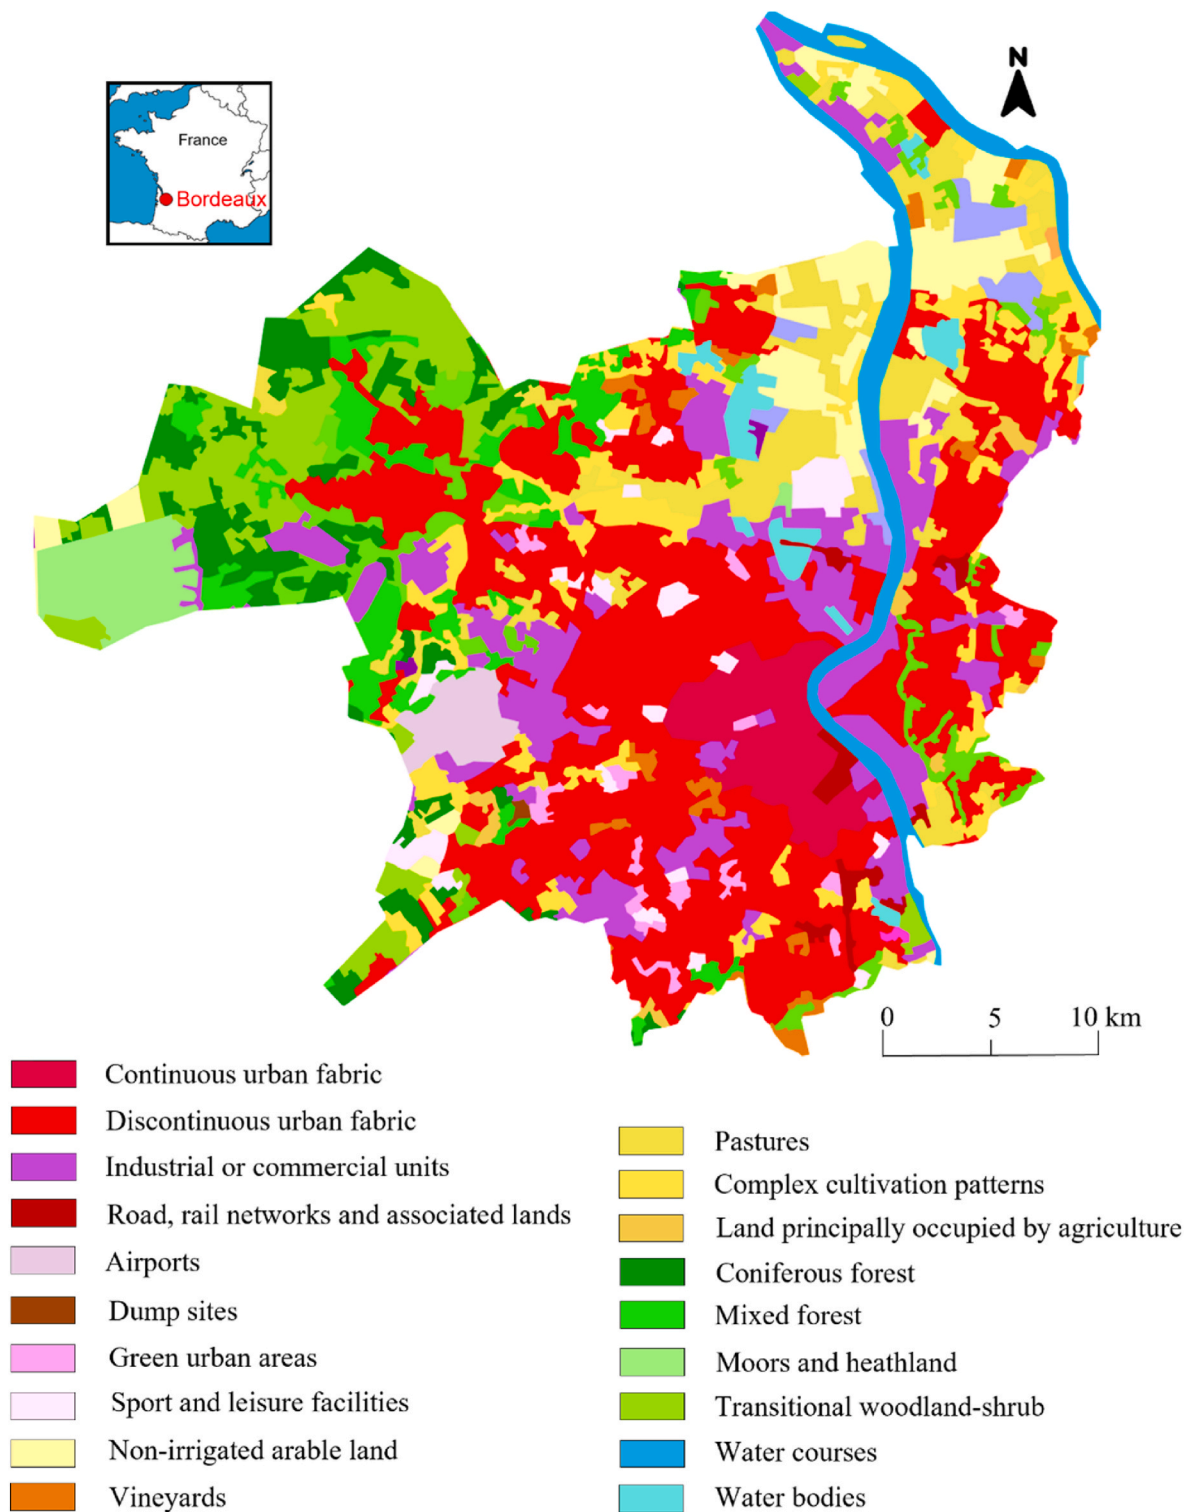 N
France
Bordeaux
0 5 10 km
Continuous urban fabric
Discontinuous urban fabric
Industrial or commercial units
Road, rail networks and associated lands
Airports
Dump sites
Green urban areas
Sport and leisure facilities
Non-irrigated arable land
Vineyards
Pastures
Complex cultivation patterns
Land principally occupied by agriculture
Coniferous forest
Mixed forest
Moors and heathland
Transitional woodland-shrub
Water courses
Water bodies